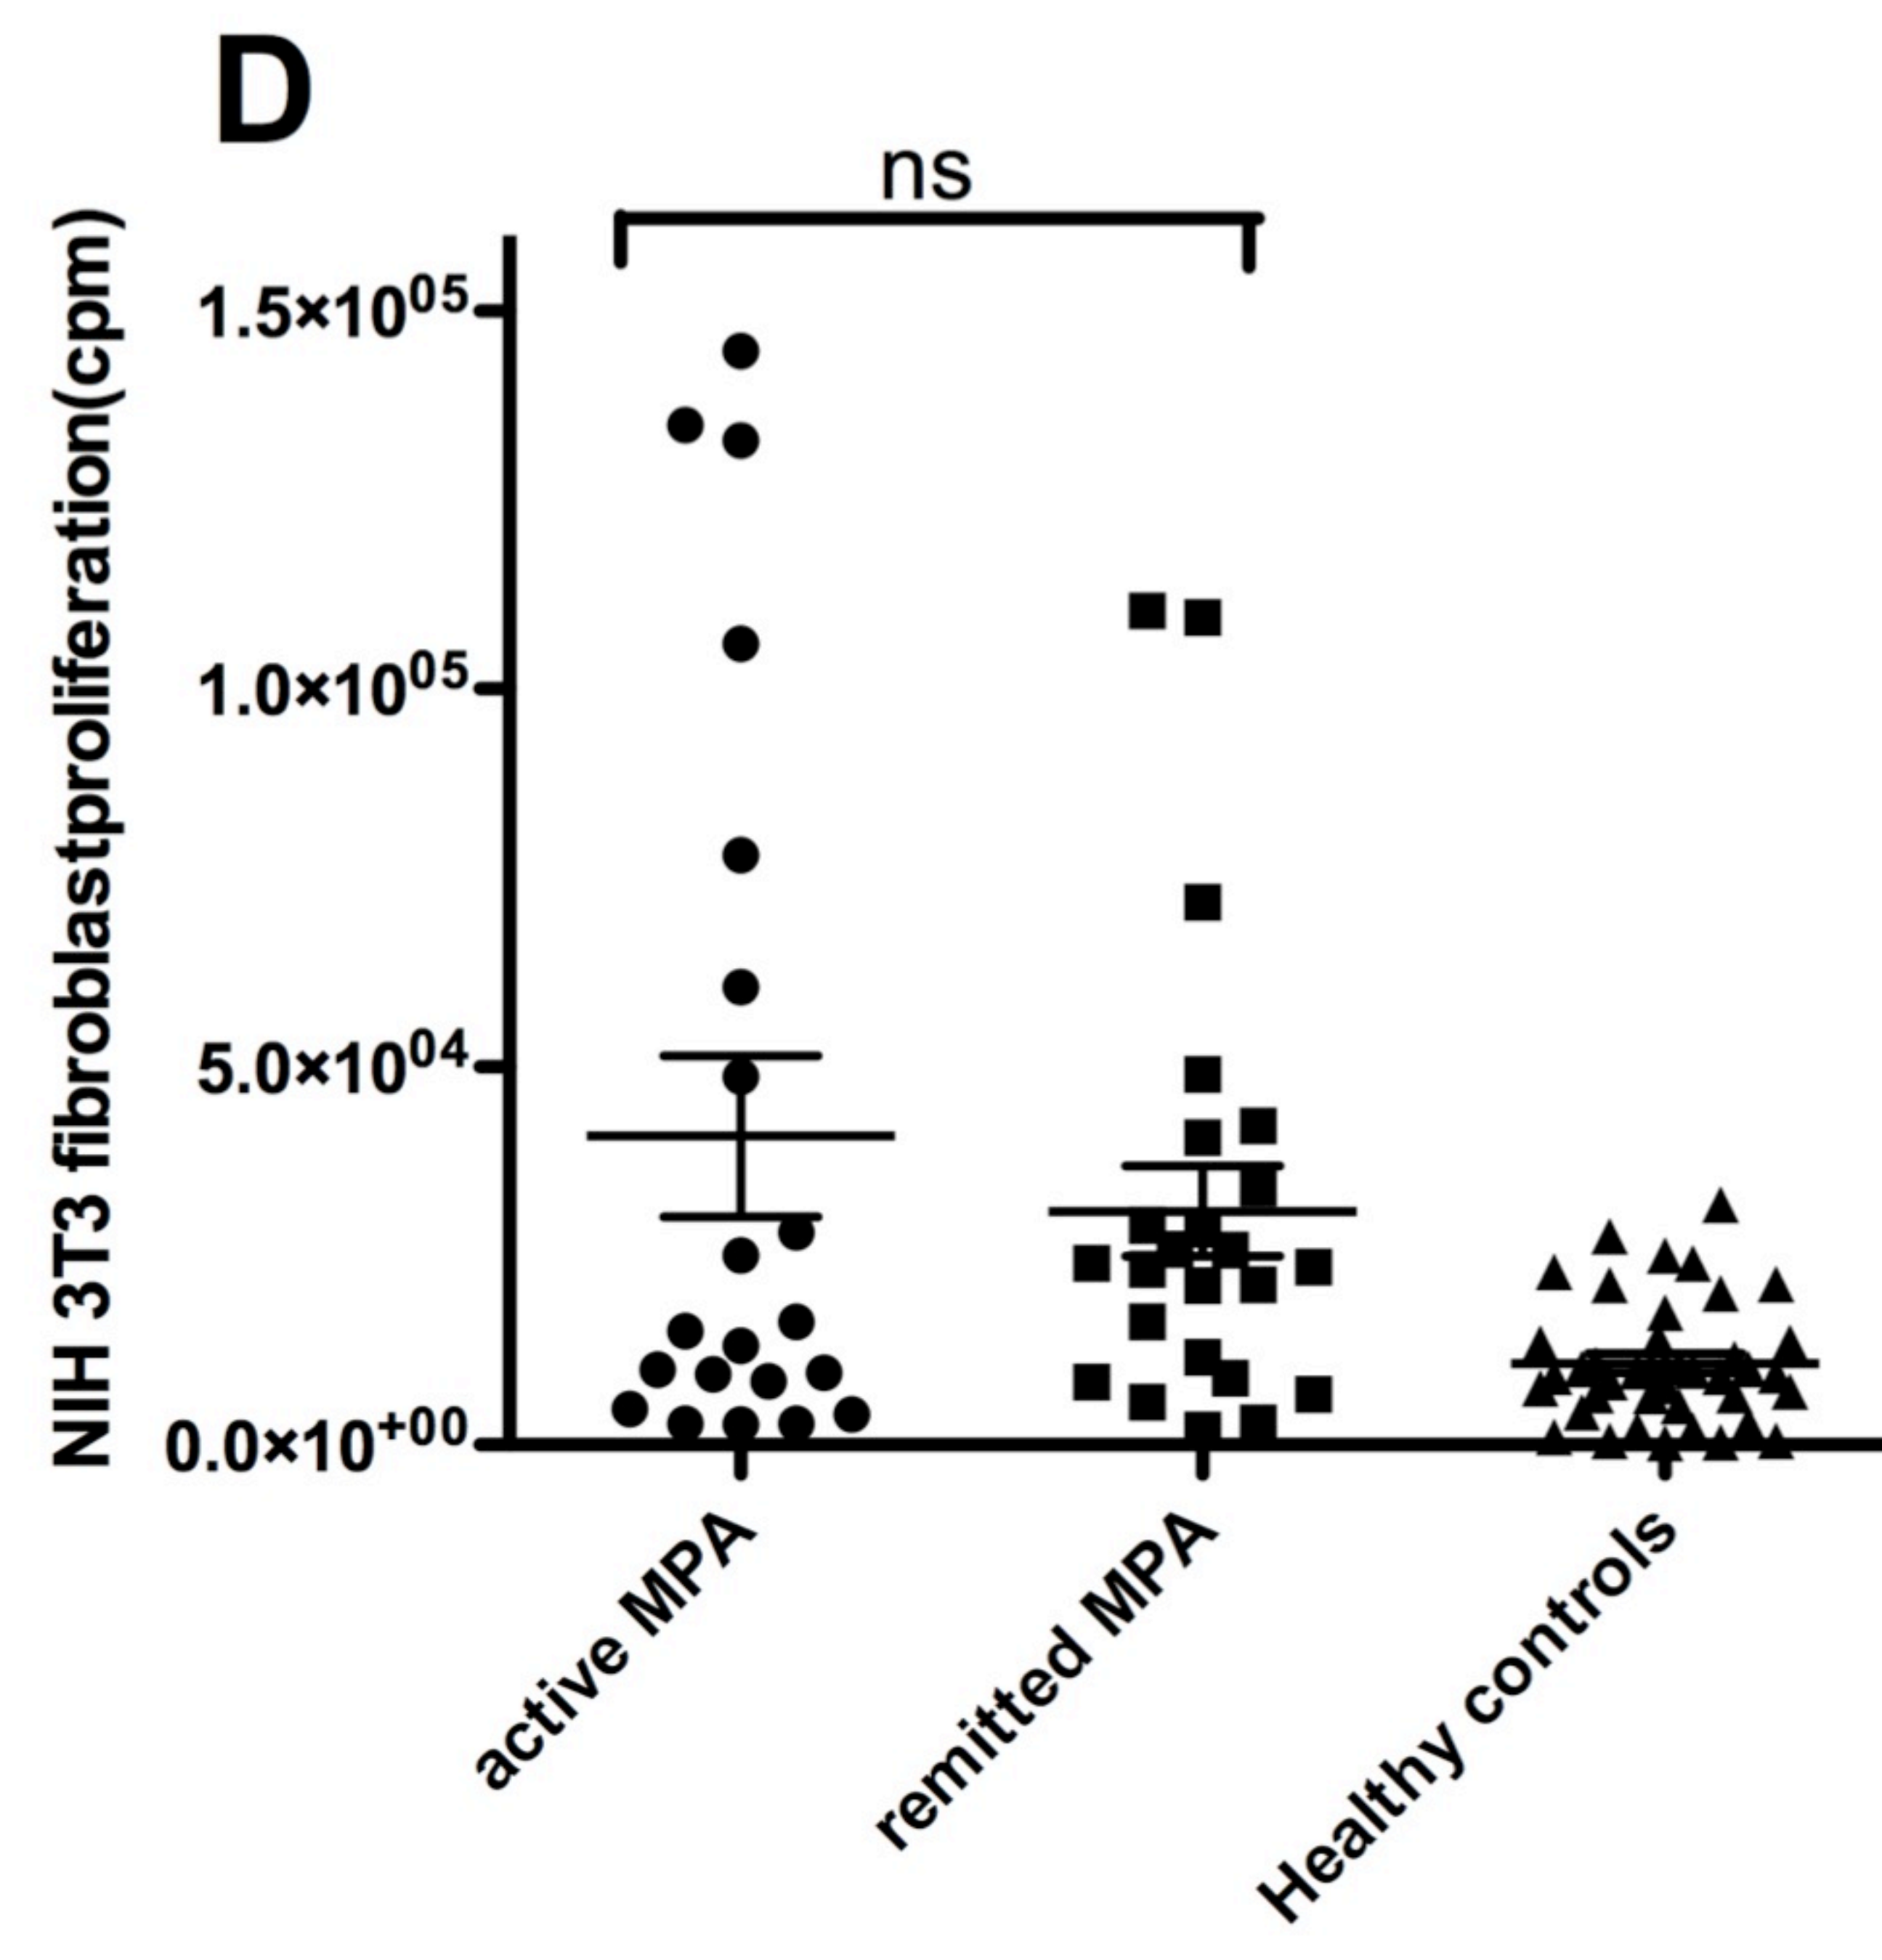 D
ns
NIH 3T3 fibroblastproliferation(cpm)
1.5×10⁰⁵
1.0×10⁰⁵
5.0×10⁰⁴
0.0×10⁺⁰⁰
active MPA
remitted MPA
Healthy controls